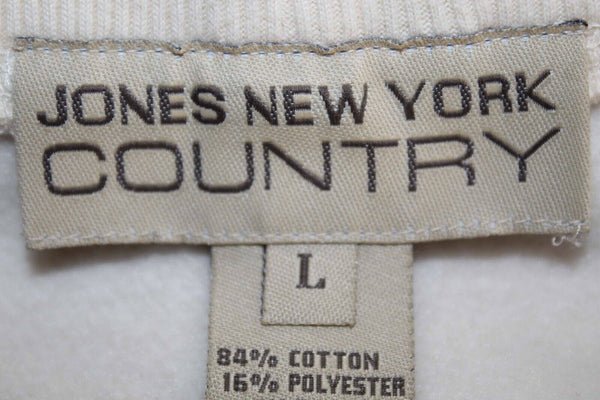 JONES NEW YORK
COUNTRY
L
84% COTTON
16% POLYESTER